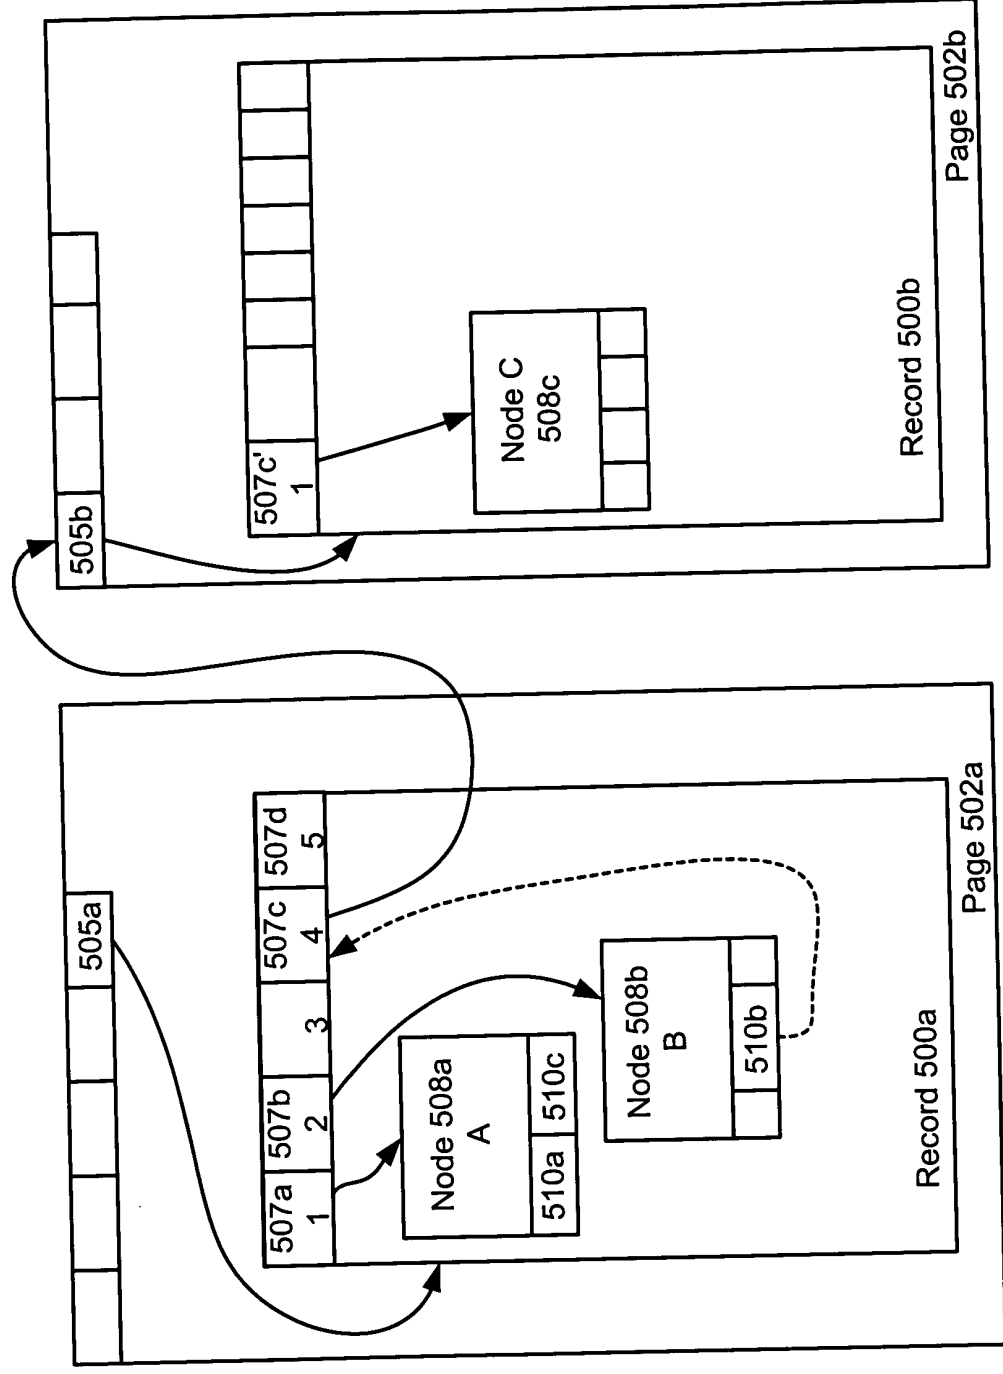 505a
507a
1
507b
2
3
507c
4
507d
5
Node 508a
A
510a
510c
Node 508b
B
510b
Record 500a
Page 502a
505b
507c'
1
Node C
508c
Record 500b
Page 502b